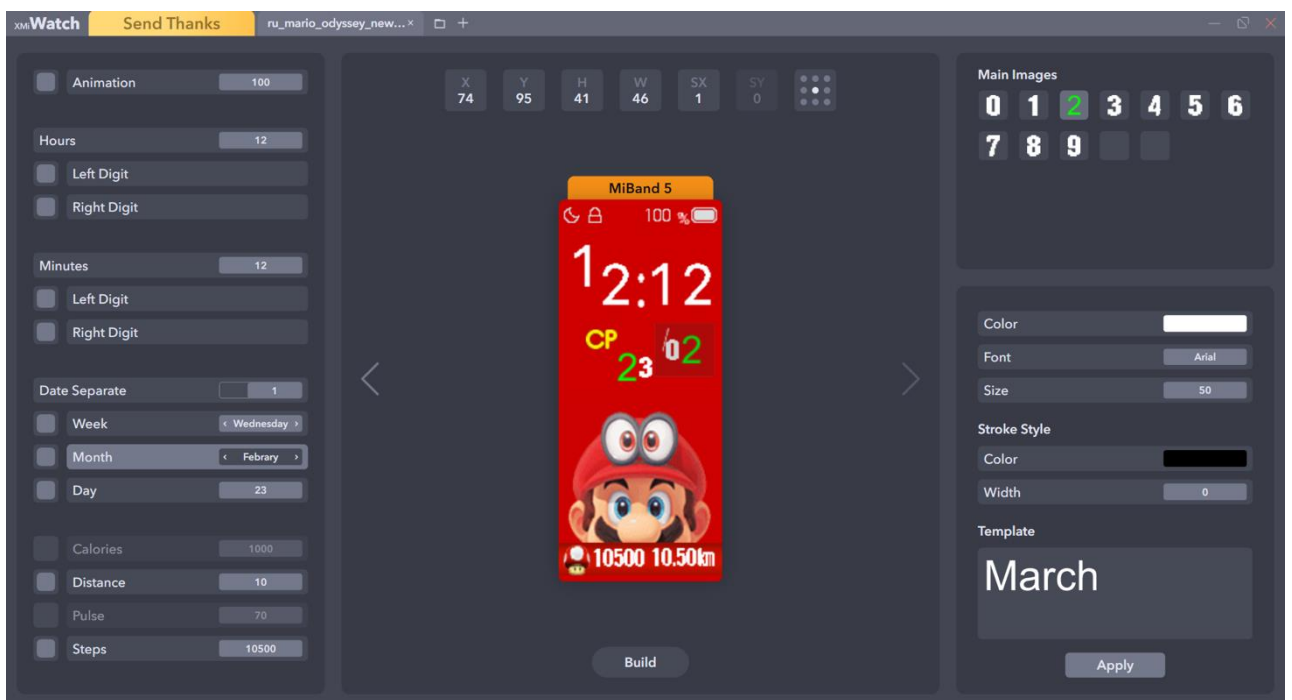 XMiWatch Send Thanks ru_mario_odyssey_new...× +
Animation 100
Hours 12
Left Digit
Right Digit
Minutes 12
Left Digit
Right Digit
Date Separate 1
Week ‹ Wednesday ›
Month ‹ Febrary ›
Day 23
Calories 1000
Distance 10
Pulse 70
Steps 10500
X Y H W SX SY
74 95 41 46 1 0
MiBand 5
100 %
12:12
СР
23 /02
10500 10.50km
Build
Main Images
0 1 2 3 4 5 6
7 8 9
Color
Font Arial
Size 50
Stroke Style
Color
Width 0
Template
March
Apply